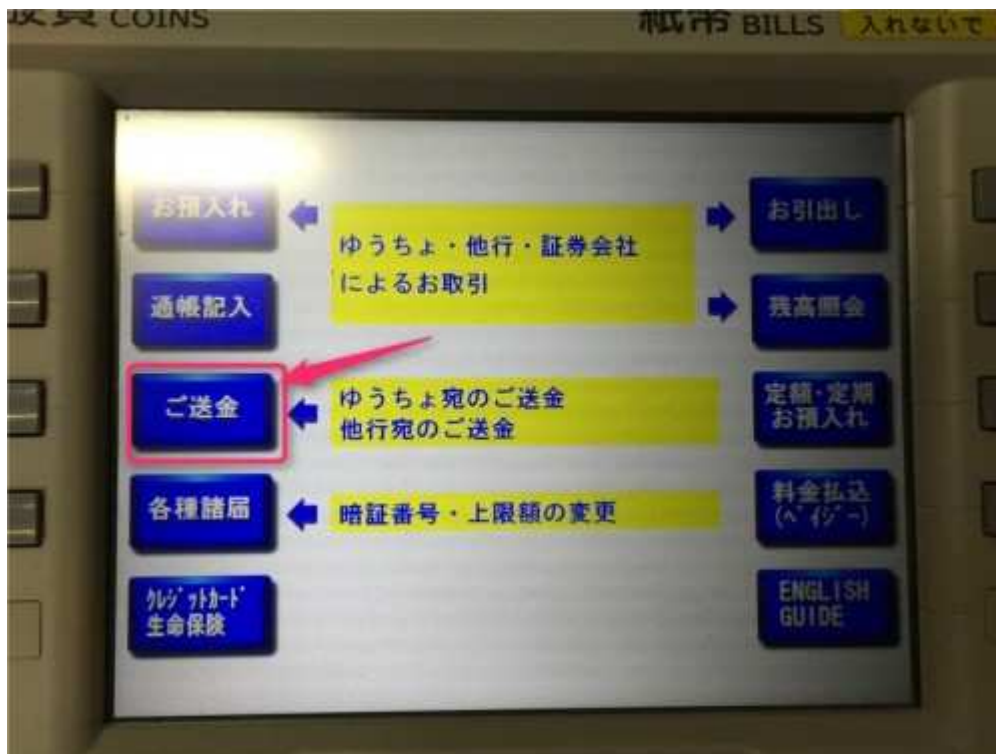 硬貨 COINS
紙幣 BILLS
入れないで
お預入れ
ゆうちょ・他行・証券会社
によるお取引
お引出し
通帳記入
残高照会
ご送金
ゆうちょ宛のご送金
他行宛のご送金
定額・定期
お預入れ
各種諸届
暗証番号・上限額の変更
料金払込
(ペイジー)
クレジットカード
生命保険
ENGLISH
GUIDE